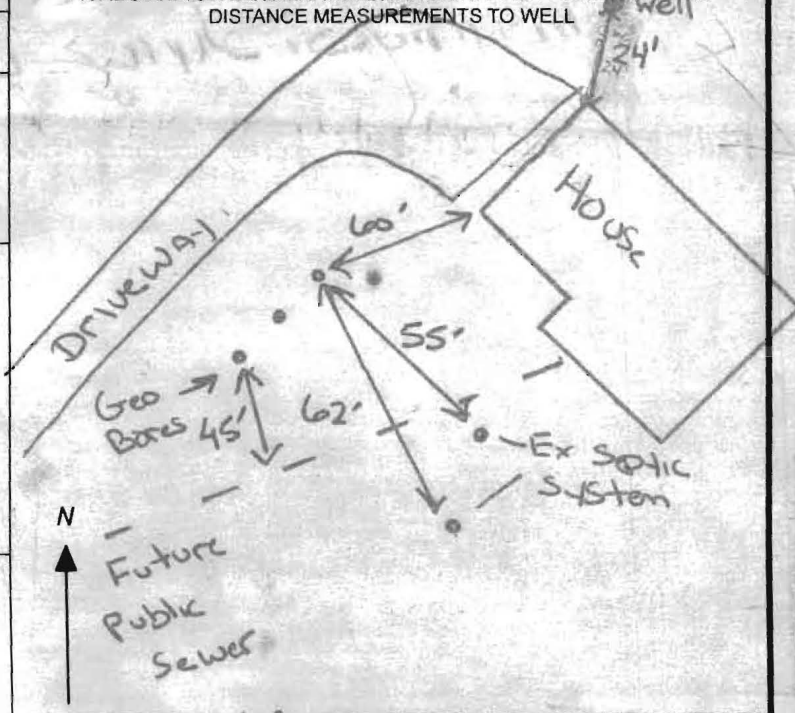 DISTANCE MEASUREMENTS TO WELL
well
24'
House
60'
DRIVEWAY
55'
Geo
Bores
45'
62'
Ex Septic
System
N
Future
Public
Sewer